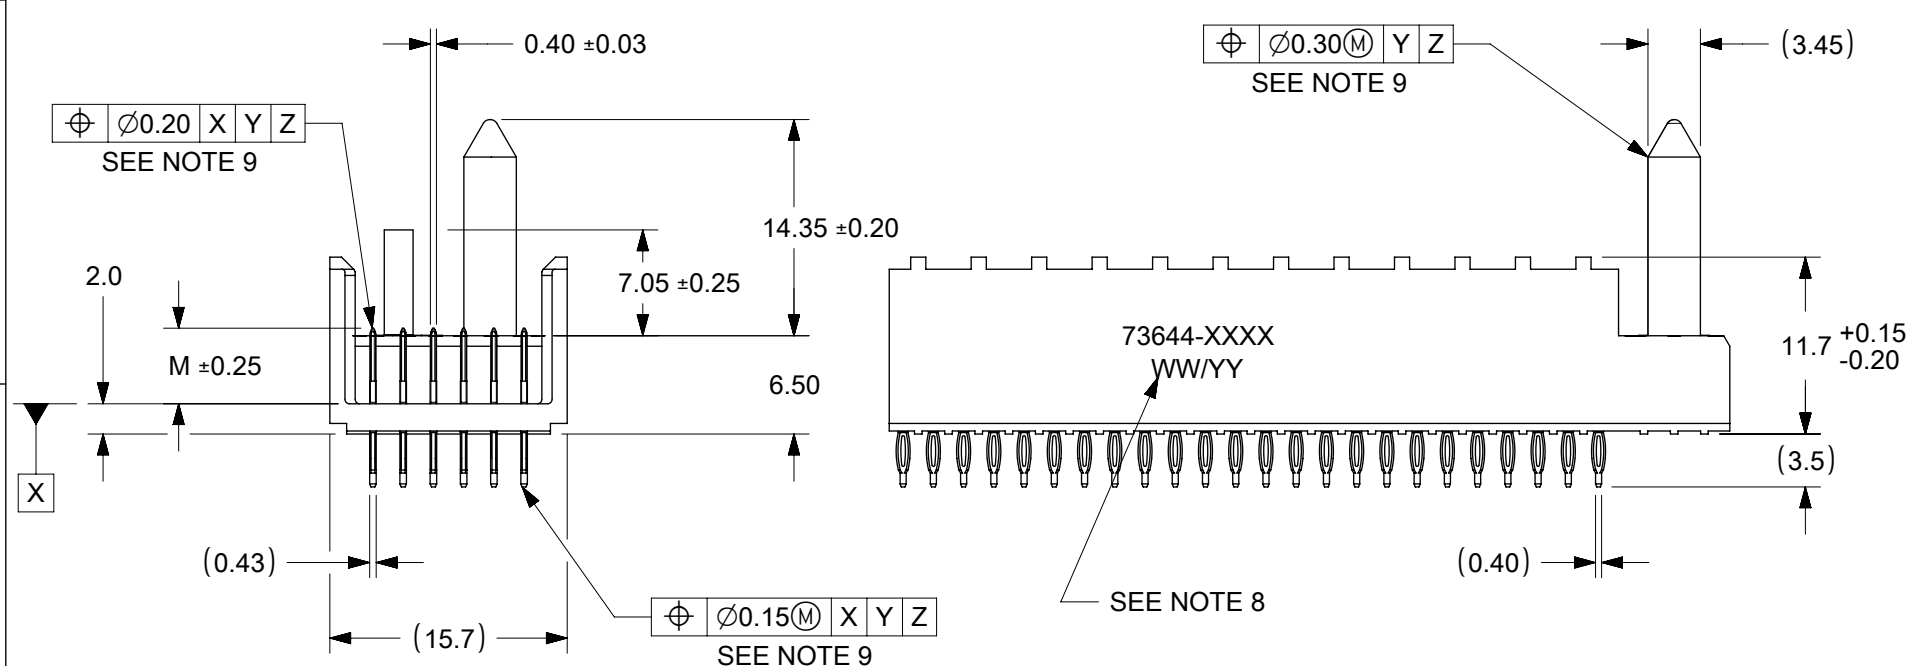 0.40 ±0.03
⌖ ∅0.20 X Y Z
SEE NOTE 9
14.35 ±0.20
7.05 ±0.25
2.0
M ±0.25
6.50
X
(0.43)
(15.7)
⌖ ∅0.15Ⓜ X Y Z
SEE NOTE 9
⌖ ∅0.30Ⓜ Y Z
SEE NOTE 9
(3.45)
73644-XXXX
WW/YY
11.7 +0.15
-0.20
(3.5)
(0.40)
SEE NOTE 8